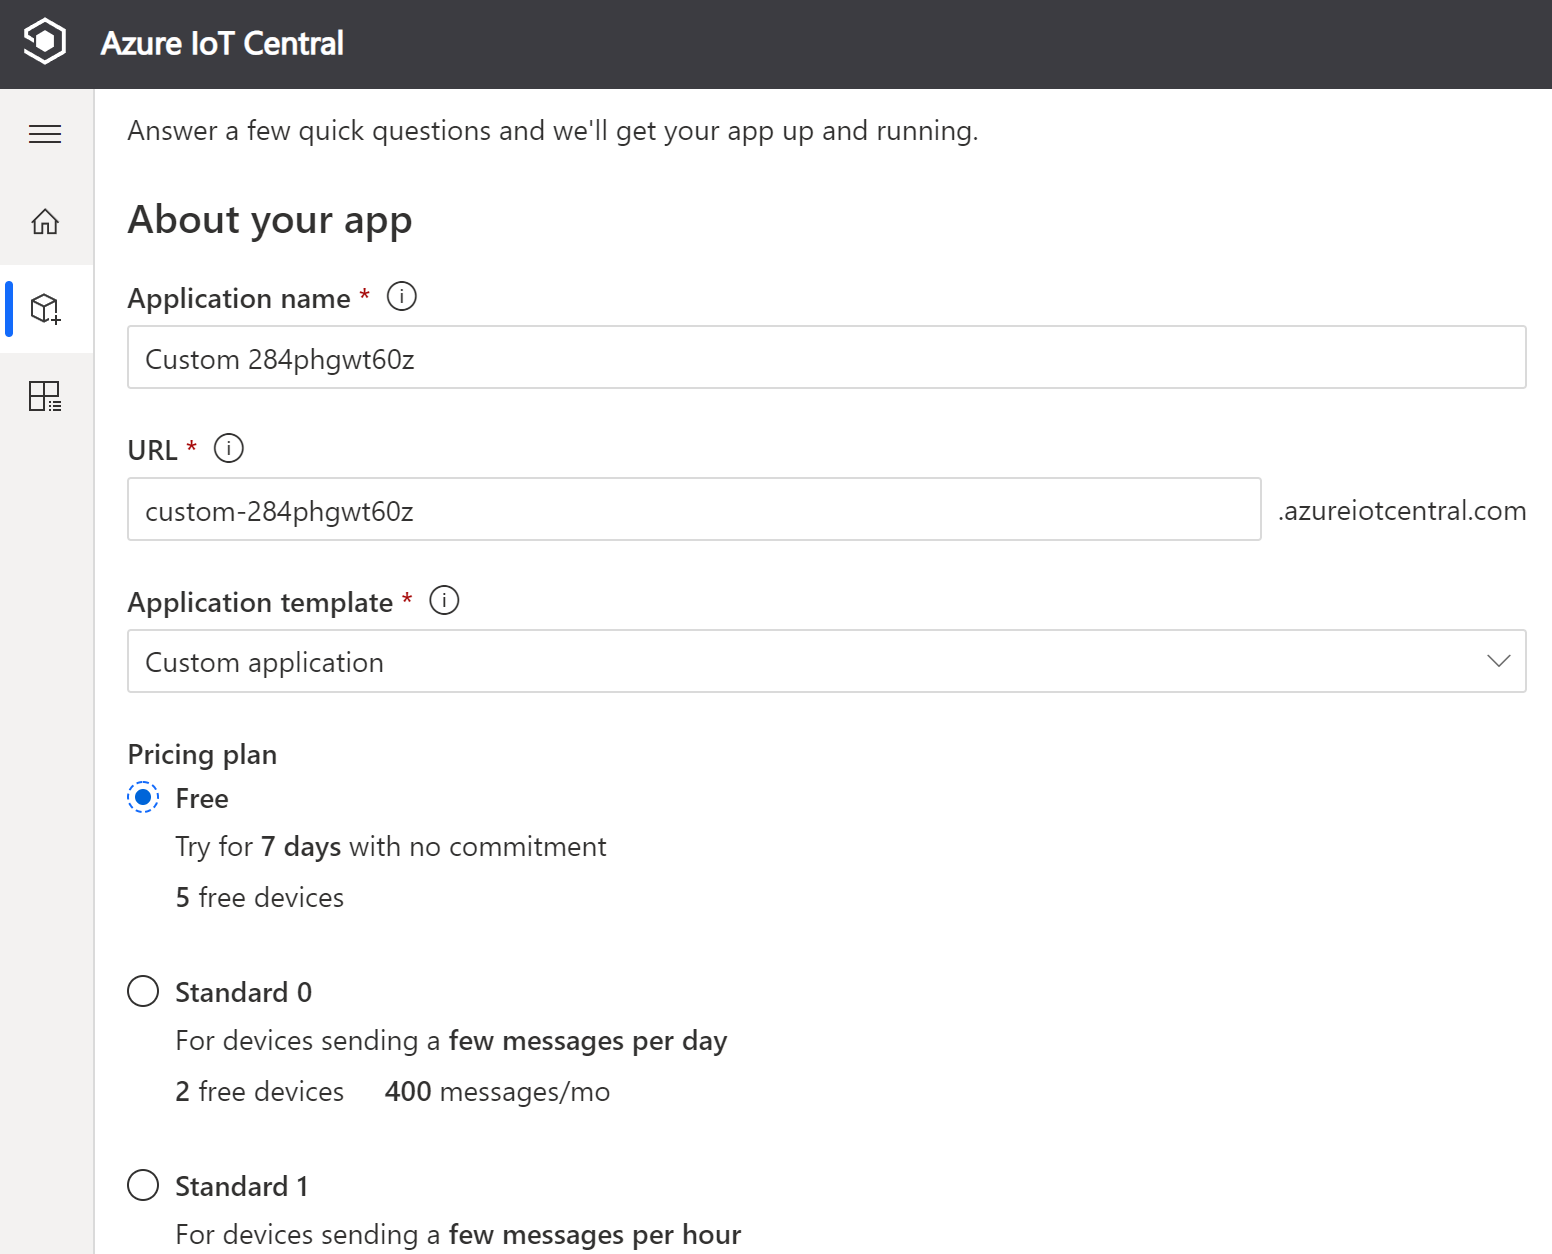 Azure IoT Central
Answer a few quick questions and we'll get your app up and running.
About your app
Application name *
Custom 284phgwt60z
URL *
custom-284phgwt60z .azureiotcentral.com
Application template *
Custom application
Pricing plan
Free
Try for 7 days with no commitment
5 free devices
Standard 0
For devices sending a few messages per day
2 free devices 400 messages/mo
Standard 1
For devices sending a few messages per hour